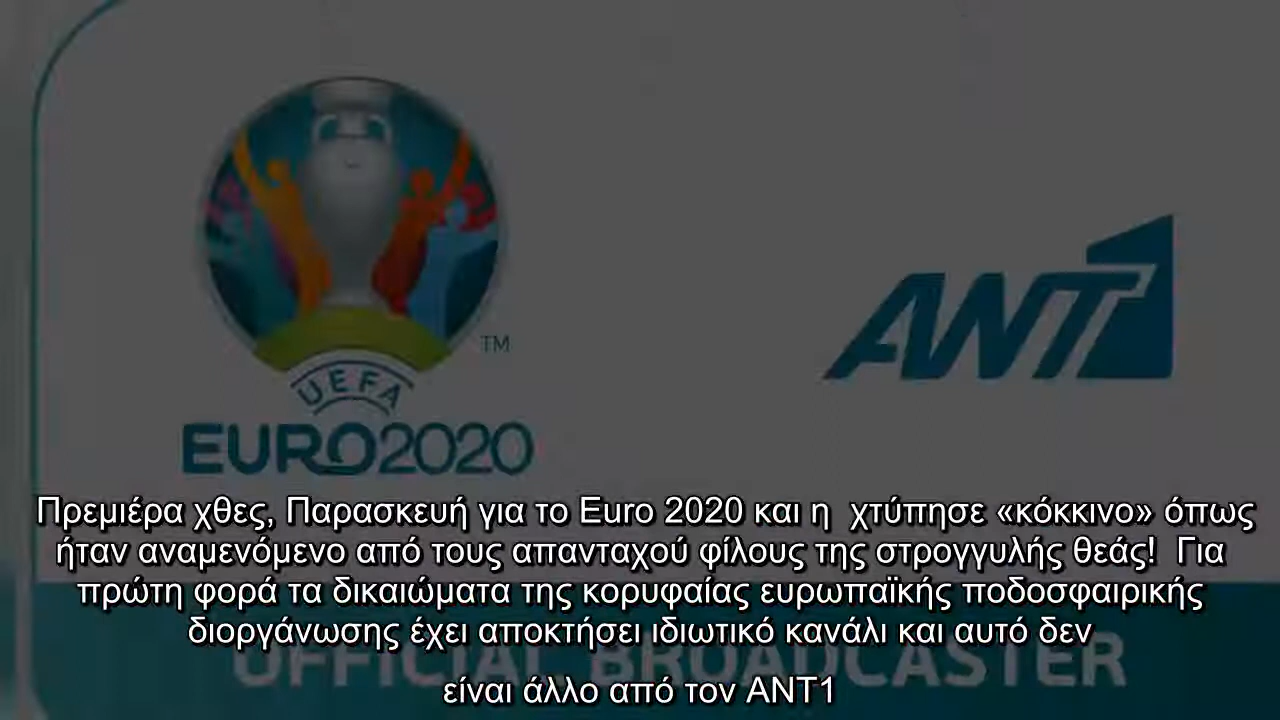 ANT1
TM
UEFA
EURO2020
Πρεμιέρα χθες, Παρασκευή για το Euro 2020 και η  χτύπησε «κόκκινο» όπως
ήταν αναμενόμενο από τους απανταχού φίλους της στρογγυλής θεάς!  Για
πρώτη φορά τα δικαιώματα της κορυφαίας ευρωπαϊκής ποδοσφαιρικής
διοργάνωσης έχει αποκτήσει ιδιωτικό κανάλι και αυτό δεν
OFFICIAL BROADCASTER
είναι άλλο από τον ΑΝΤ1